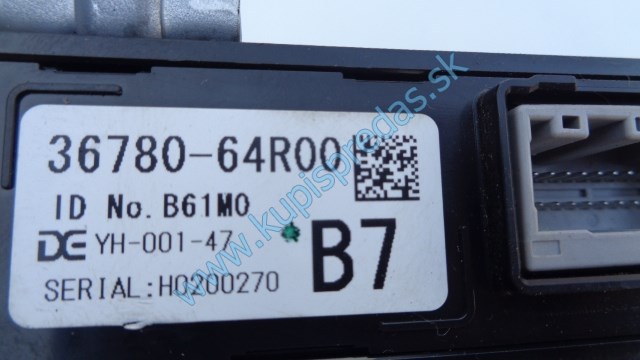 36780-64R00
ID No. B61M0
DE YH-001-47
B7
SERIAL:H0200270
www.kupispredas.sk